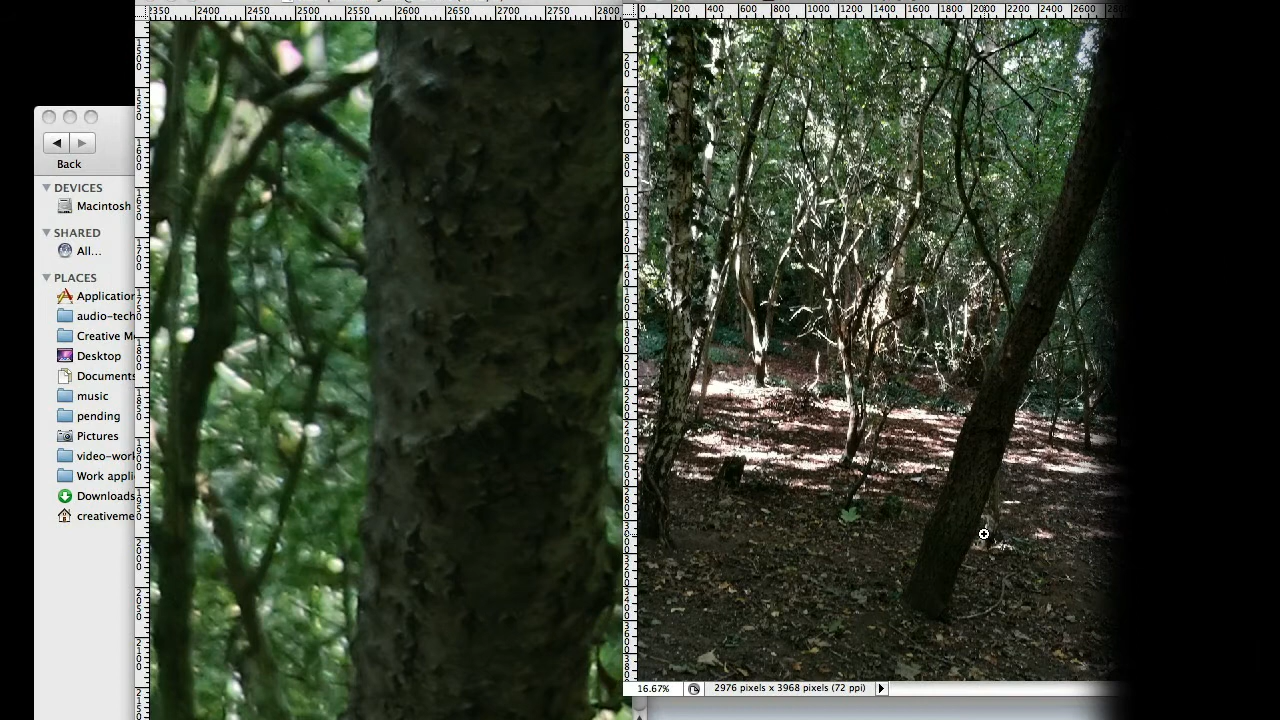 2350 2400 2450 2500 2550 2600 2650 2700 2750 2800
0 200 400 600 800 1000 1200 1400 1600 1800 2000 2200 2400 2600
Back
DEVICES
Macintosh
SHARED
All...
PLACES
Application
audio-tech
Creative M
Desktop
Documents
music
pending
Pictures
video-wor
Work appli
Downloads
creativeme
16.67% 2976 pixels x 3968 pixels (72 ppi)